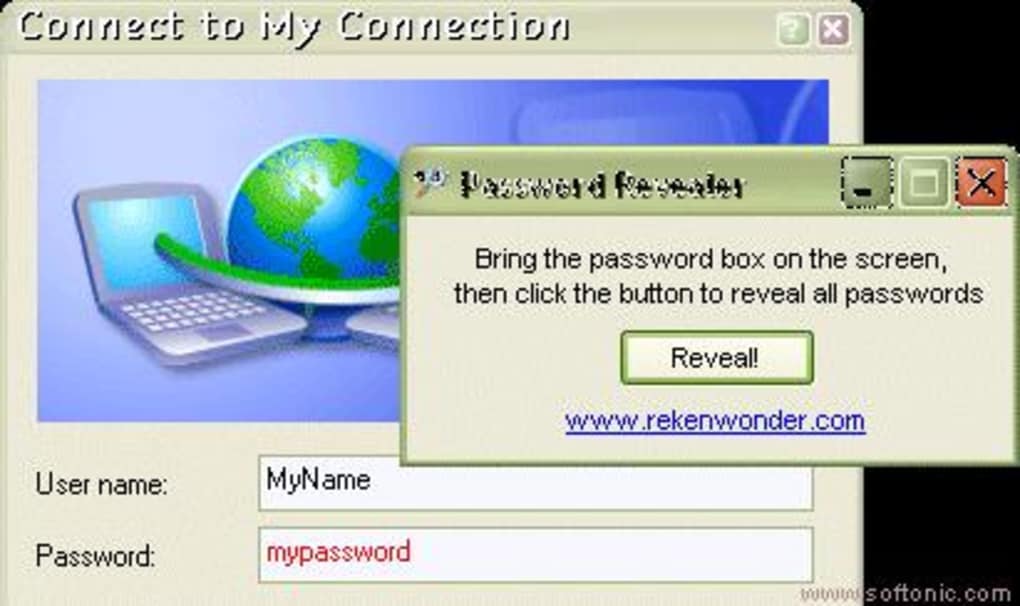 Connect to My Connection
Password Revealer
Bring the password box on the screen,
then click the button to reveal all passwords
Reveal!
www.rekenwonder.com
User name:
MyName
Password:
mypassword
www.softonic.com